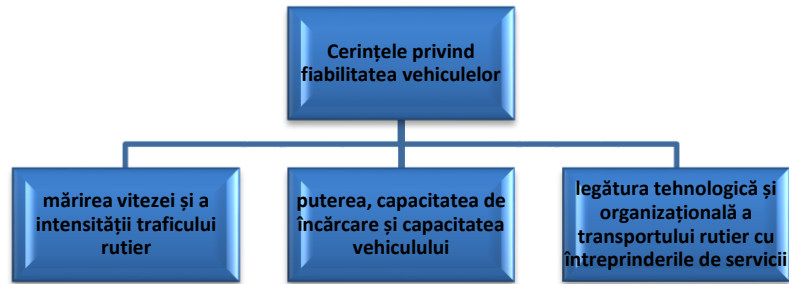 Cerințele privind
fiabilitatea vehiculelor
mărirea vitezei și a
intensității traficului
rutier
puterea, capacitatea de
încărcare și capacitatea
vehiculului
legătura tehnologică și
organizațională a
transportului rutier cu
întreprinderile de servicii